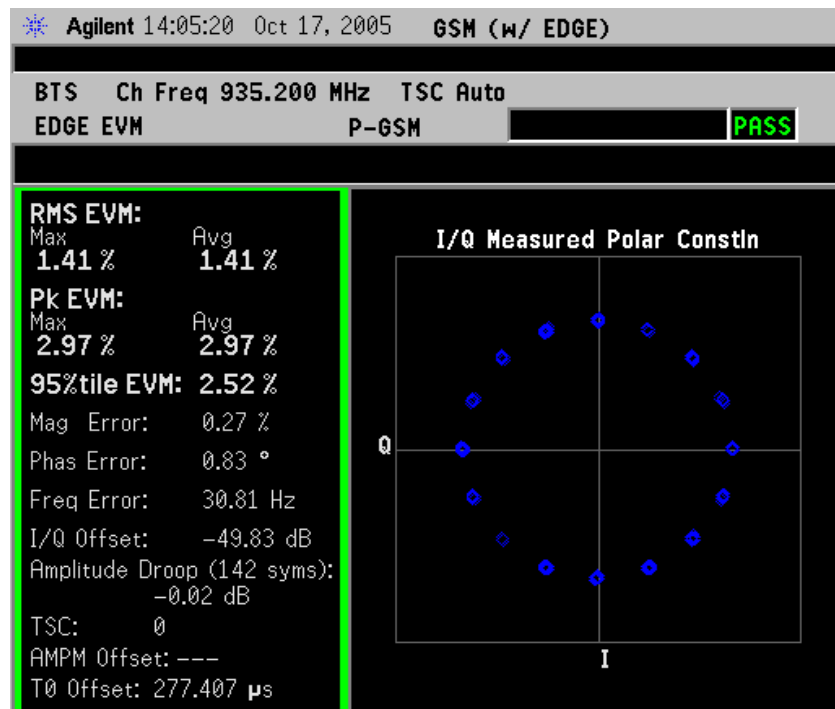 Agilent 14:05:20 Oct 17, 2005 GSM (w/ EDGE)
BTS Ch Freq 935.200 MHz TSC Auto
EDGE EVM P-GSM PASS
RMS EVM:
Max Avg
1.41 % 1.41 %
Pk EVM:
Max Avg
2.97 % 2.97 %
95%tile EVM: 2.52 %
Mag Error: 0.27 %
Phas Error: 0.83 °
Freq Error: 30.81 Hz
I/Q Offset: -49.83 dB
Amplitude Droop (142 syms):
-0.02 dB
TSC: 0
AMPM Offset: ---
T0 Offset: 277.407 µs
I/Q Measured Polar Constln
Q
I